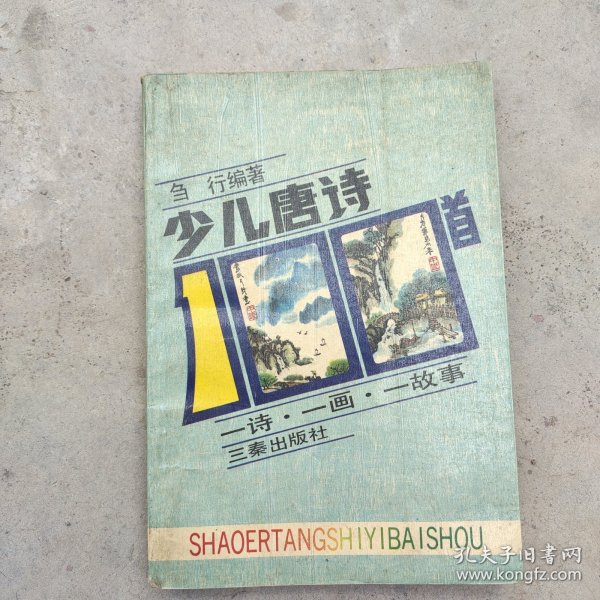 刍 行编著
少儿唐诗
100首
一诗·一画·一故事
三秦出版社
SHAOERTANGSHIYIBAISHOU
孔夫子旧书网
www.kongfz.com